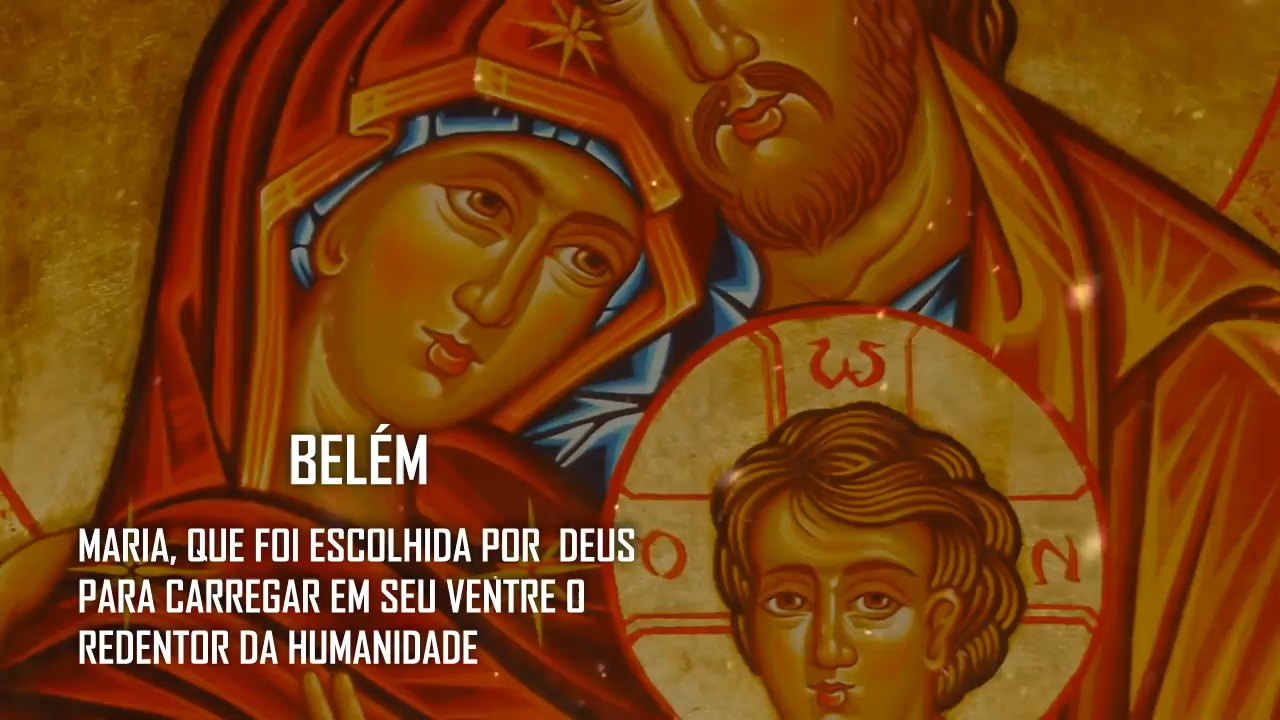 BELÉM
MARIA, QUE FOI ESCOLHIDA POR DEUS
PARA CARREGAR EM SEU VENTRE O
REDENTOR DA HUMANIDADE
Ο Ѡ Ν